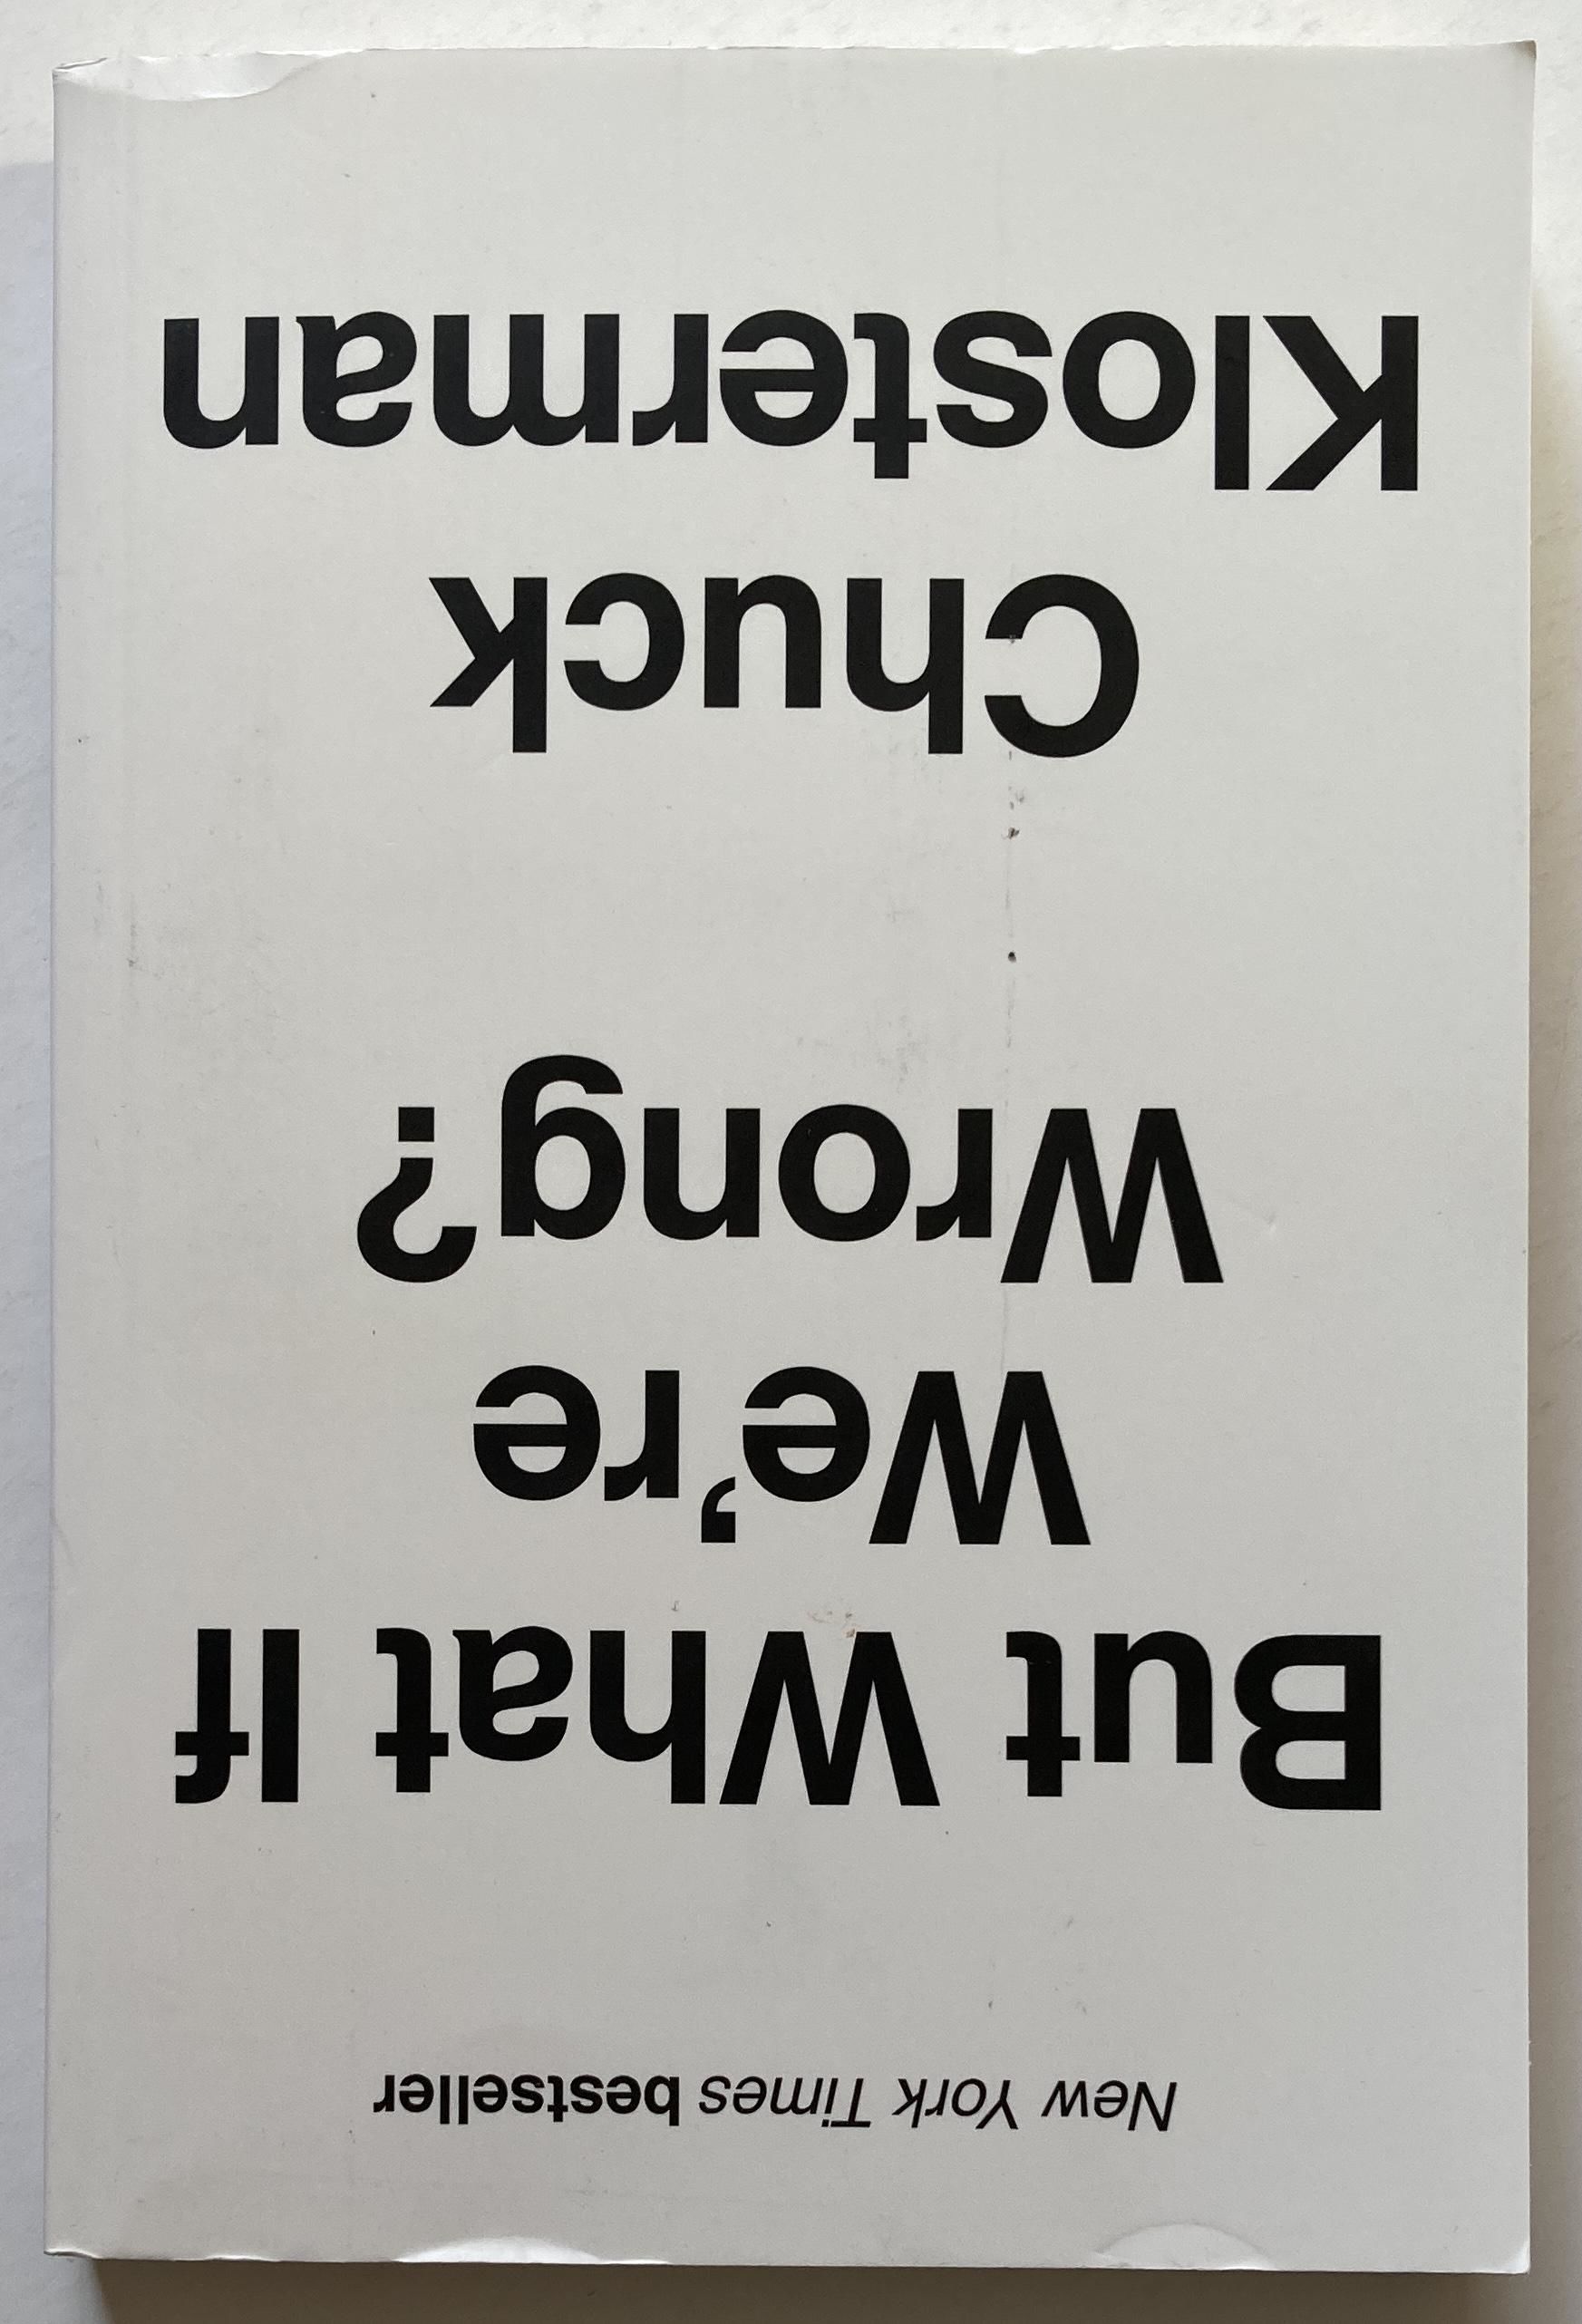 New York Times bestseller
But What If
We’re
Wrong?
Chuck
Klosterman